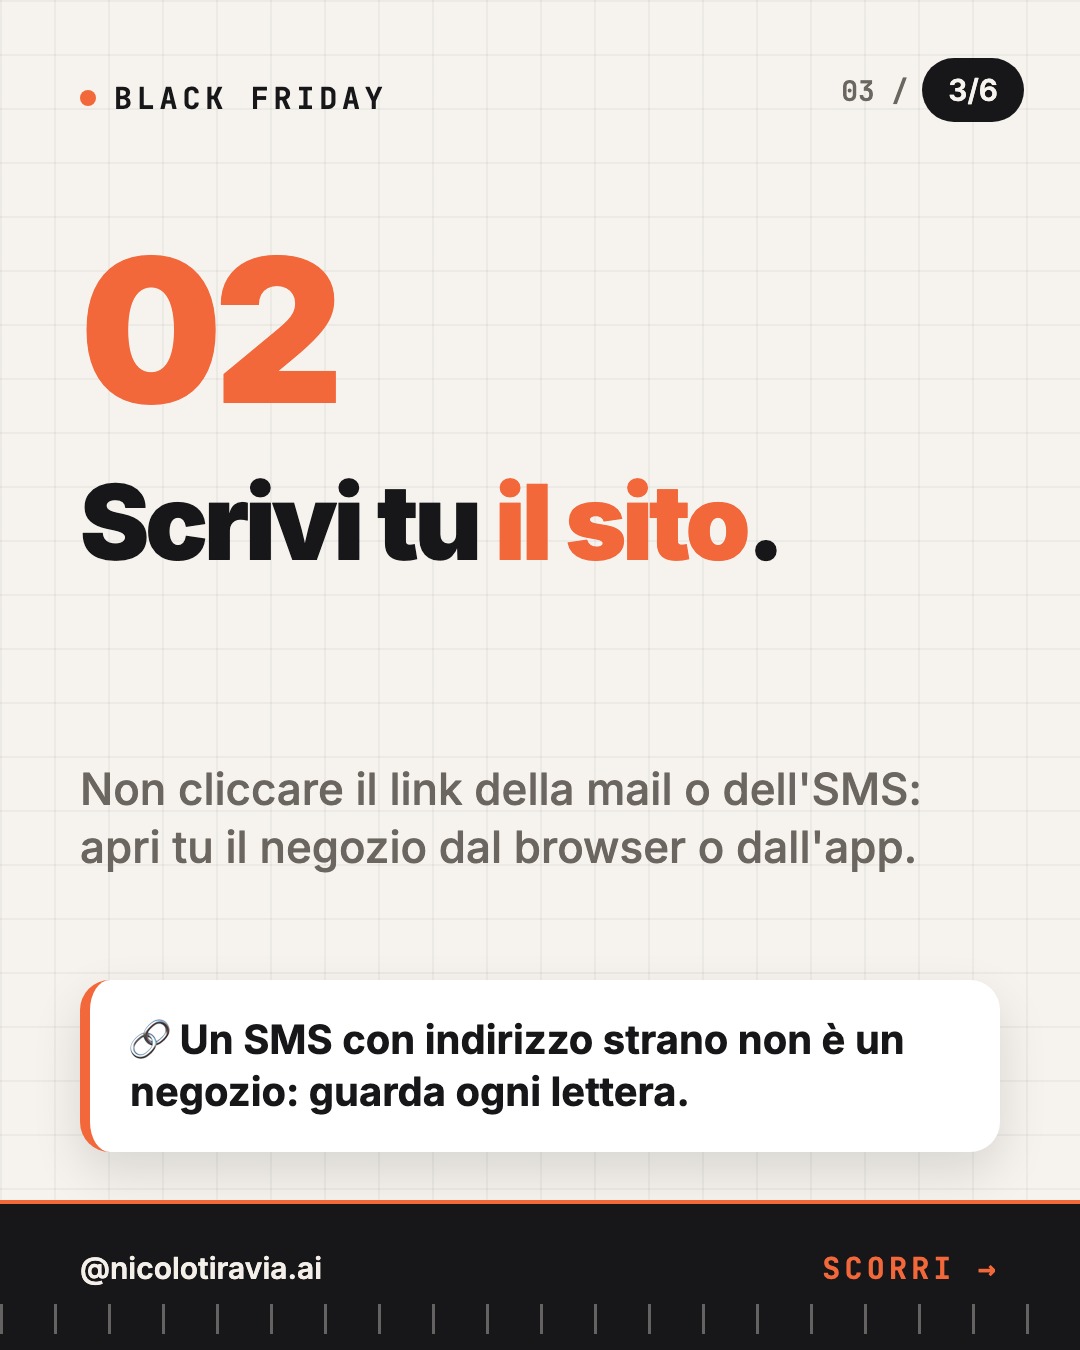 BLACK FRIDAY
03 / 3/6
02
Scrivi tu il sito.
Non cliccare il link della mail o dell'SMS:
apri tu il negozio dal browser o dall'app.
🔗 Un SMS con indirizzo strano non è un
negozio: guarda ogni lettera.
@nicolotiravia.ai
SCORRI →